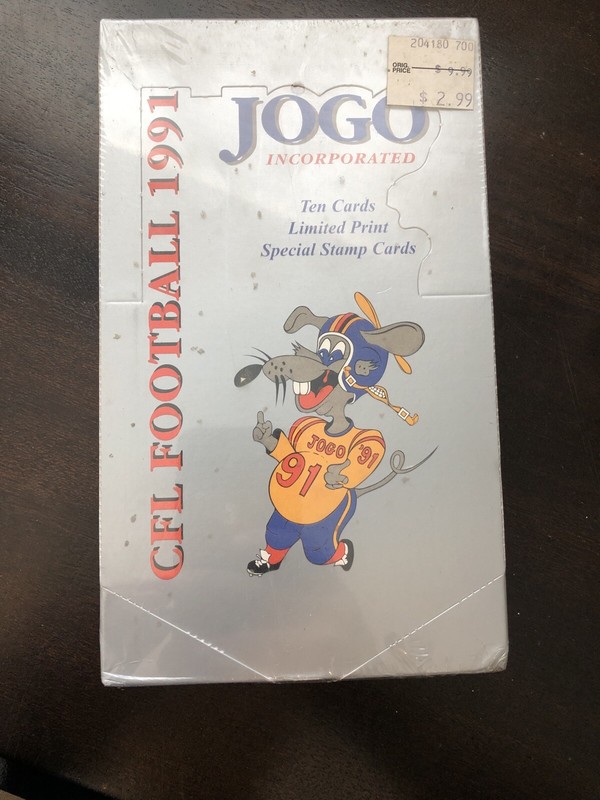 204180 700
ORIG. PRICE $ 9.99
$ 2.99
JOGO
INCORPORATED
Ten Cards
Limited Print
Special Stamp Cards
CFL FOOTBALL 1991
JOGO '91
91